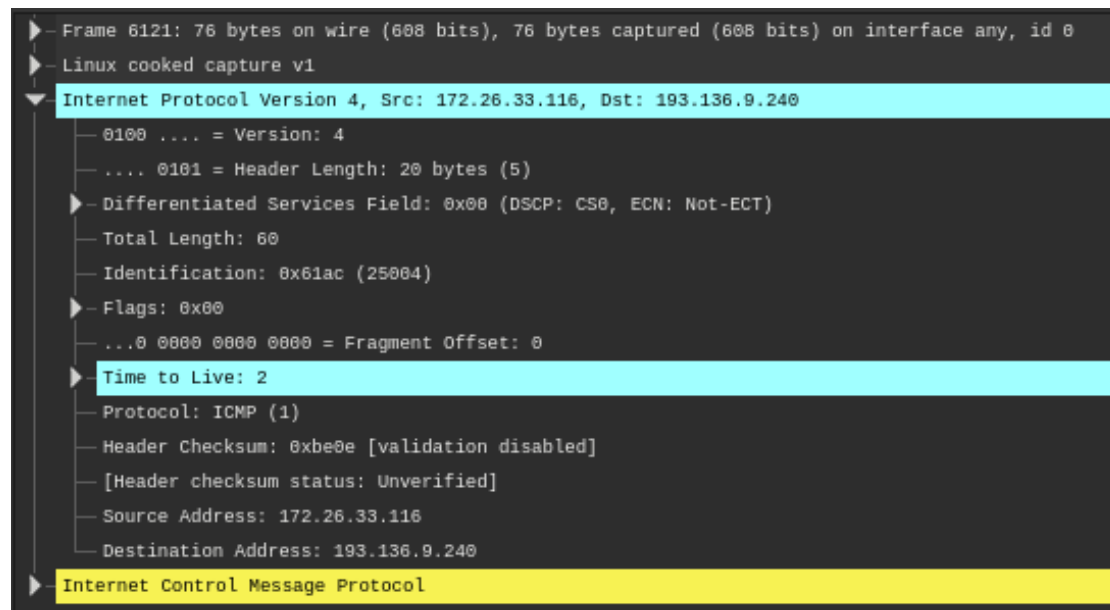 Frame 6121: 76 bytes on wire (608 bits), 76 bytes captured (608 bits) on interface any, id 0
Linux cooked capture v1
Internet Protocol Version 4, Src: 172.26.33.116, Dst: 193.136.9.240
0100 .... = Version: 4
.... 0101 = Header Length: 20 bytes (5)
Differentiated Services Field: 0x00 (DSCP: CS0, ECN: Not-ECT)
Total Length: 60
Identification: 0x61ac (25004)
Flags: 0x00
...0 0000 0000 0000 = Fragment Offset: 0
Time to Live: 2
Protocol: ICMP (1)
Header Checksum: 0xbe0e [validation disabled]
[Header checksum status: Unverified]
Source Address: 172.26.33.116
Destination Address: 193.136.9.240
Internet Control Message Protocol